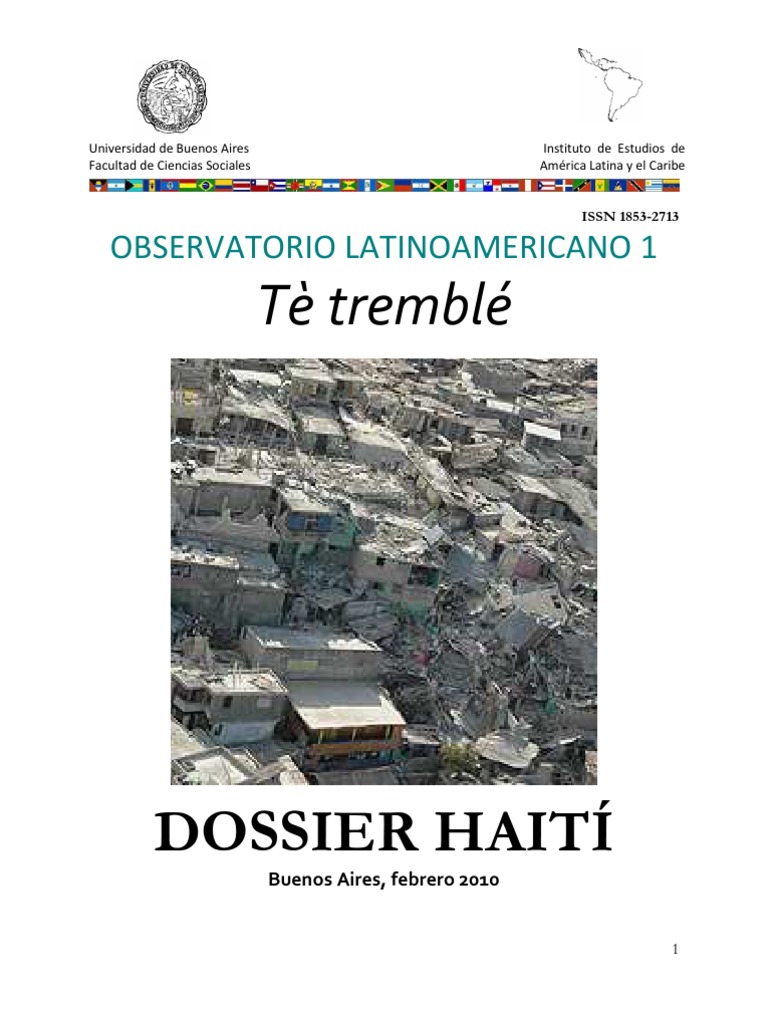 Universidad de Buenos Aires
Facultad de Ciencias Sociales
Instituto de Estudios de
América Latina y el Caribe
ISSN 1853-2713
OBSERVATORIO LATINOAMERICANO 1
Tè tremblé
DOSSIER HAITÍ
Buenos Aires, febrero 2010
1